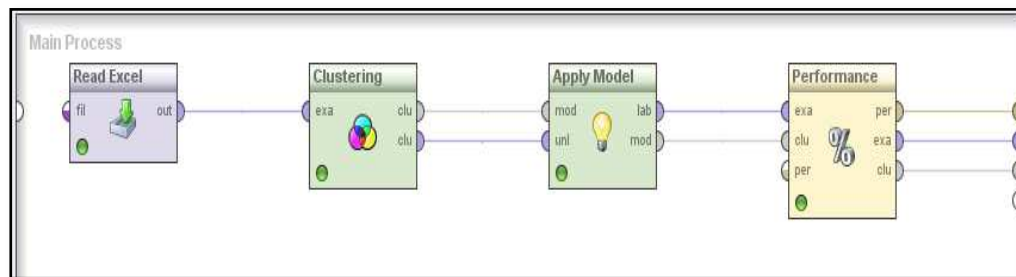 Main Process
Read Excel
fil
out
Clustering
exa
clu
clu
Apply Model
mod
lab
unl
mod
Performance
exa
per
clu
exa
per
clu
%